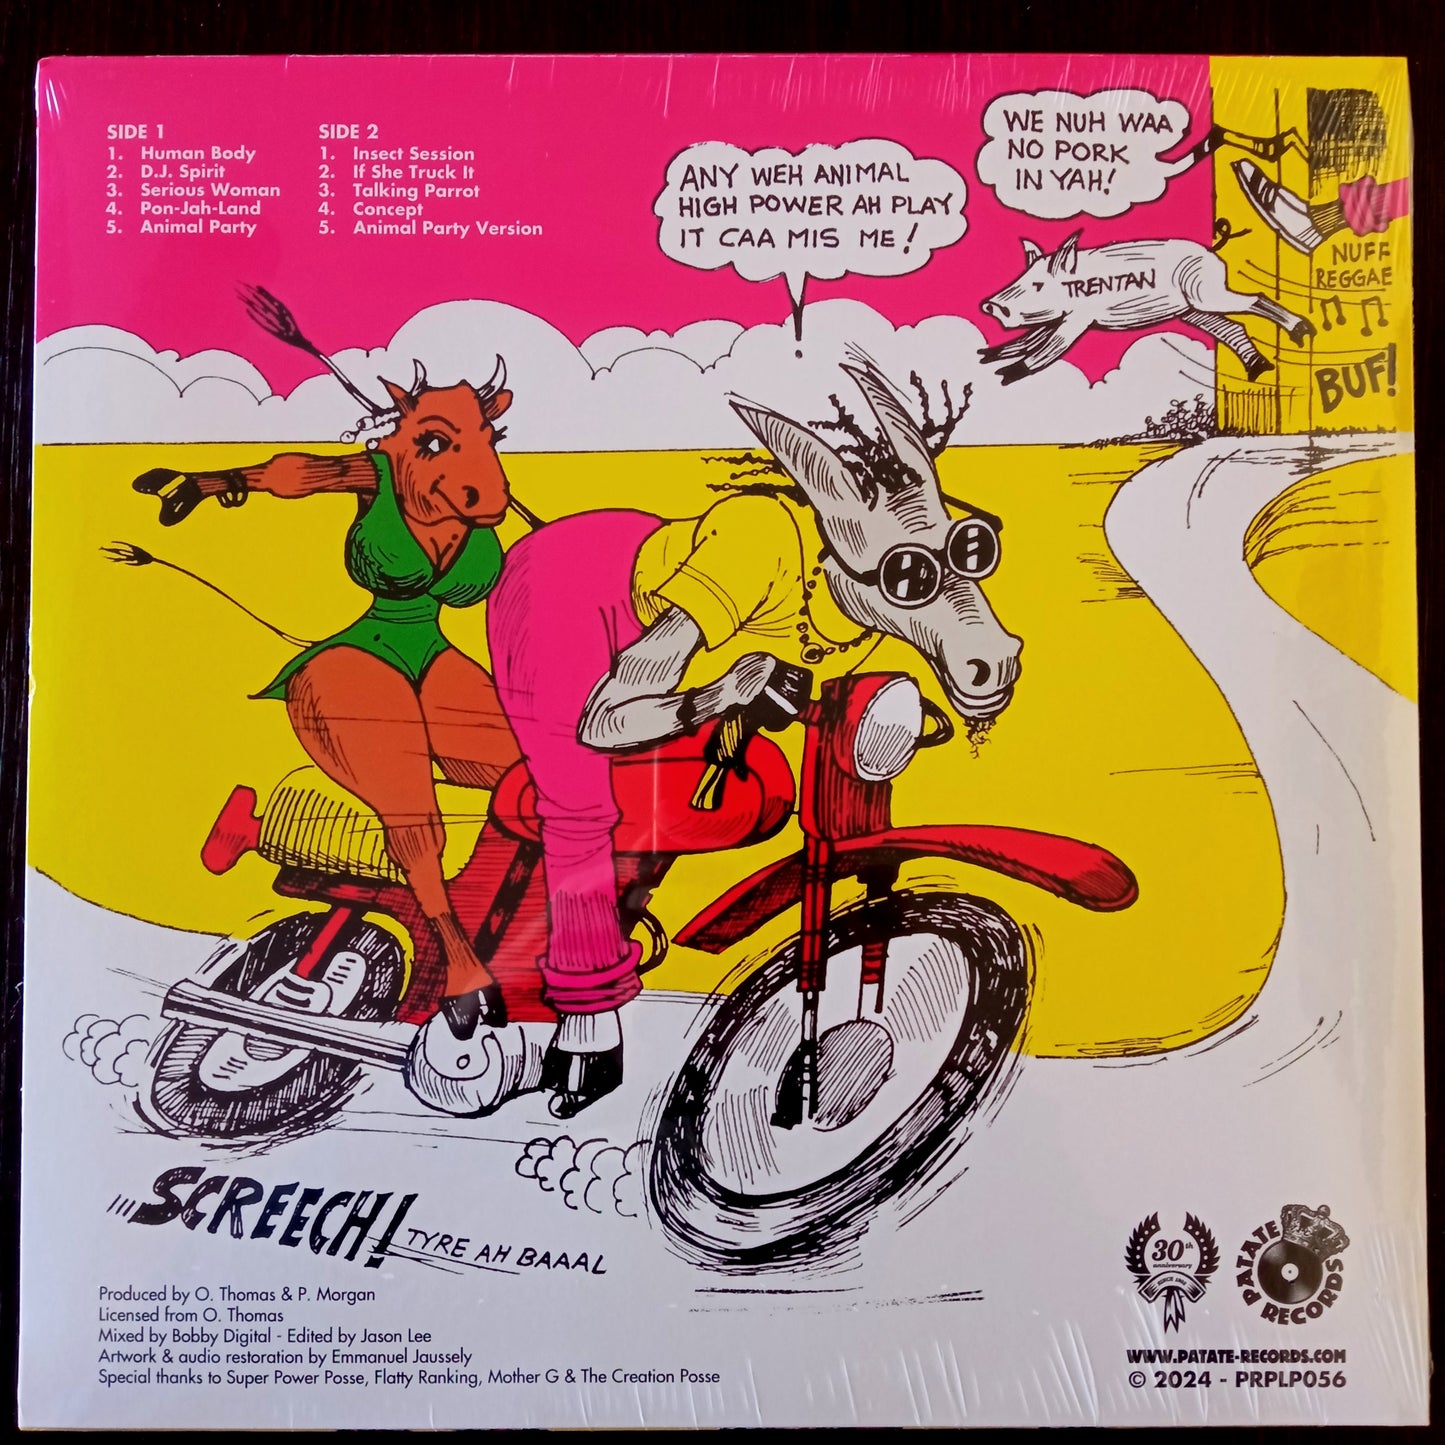 SIDE 1
1. Human Body
2. D.J. Spirit
3. Serious Woman
4. Pon-Jah-Land
5. Animal Party
SIDE 2
1. Insect Session
2. If She Truck It
3. Talking Parrot
4. Concept
5. Animal Party Version
ANY WEH ANIMAL
HIGH POWER AH PLAY
IT CAA MIS ME!
WE NUH WAA
NO PORK
IN YAH!
TRENTAN
NUFF
REGGAE
BUF!
SCREECH!
TYRE AH BAAAL
Produced by O. Thomas & P. Morgan
Licensed from O. Thomas
Mixed by Bobby Digital - Edited by Jason Lee
Artwork & audio restoration by Emmanuel Jaussely
Special thanks to Super Power Posse, Flatty Ranking, Mother G & The Creation Posse
30th
anniversary
SINCE 1994
PATATE
RECORDS
WWW.PATATE-RECORDS.COM
© 2024 - PRPLP056